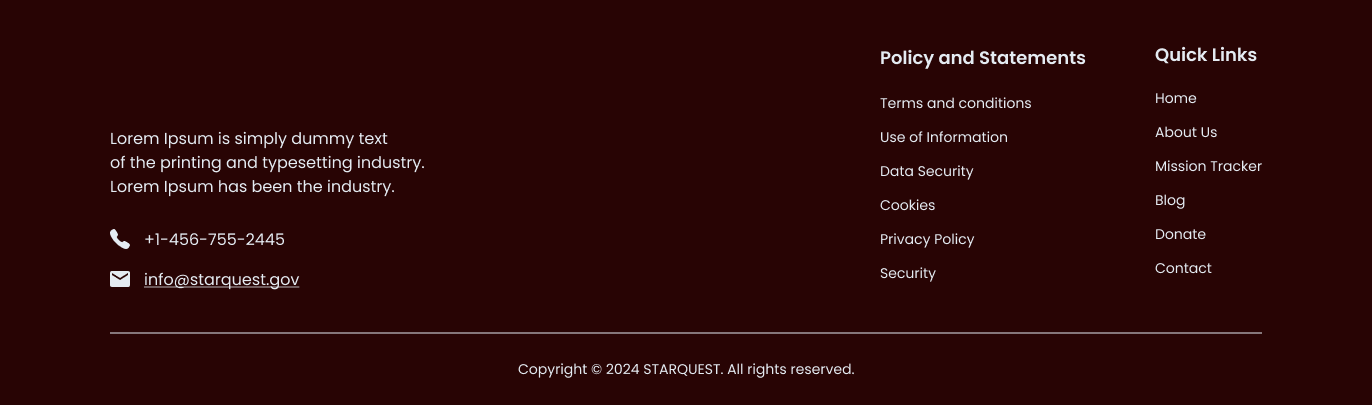 Lorem Ipsum is simply dummy text
of the printing and typesetting industry.
Lorem Ipsum has been the industry.
+1-456-755-2445
info@starquest.gov
Policy and Statements
Terms and conditions
Use of Information
Data Security
Cookies
Privacy Policy
Security
Quick Links
Home
About Us
Mission Tracker
Blog
Donate
Contact
Copyright © 2024 STARQUEST. All rights reserved.